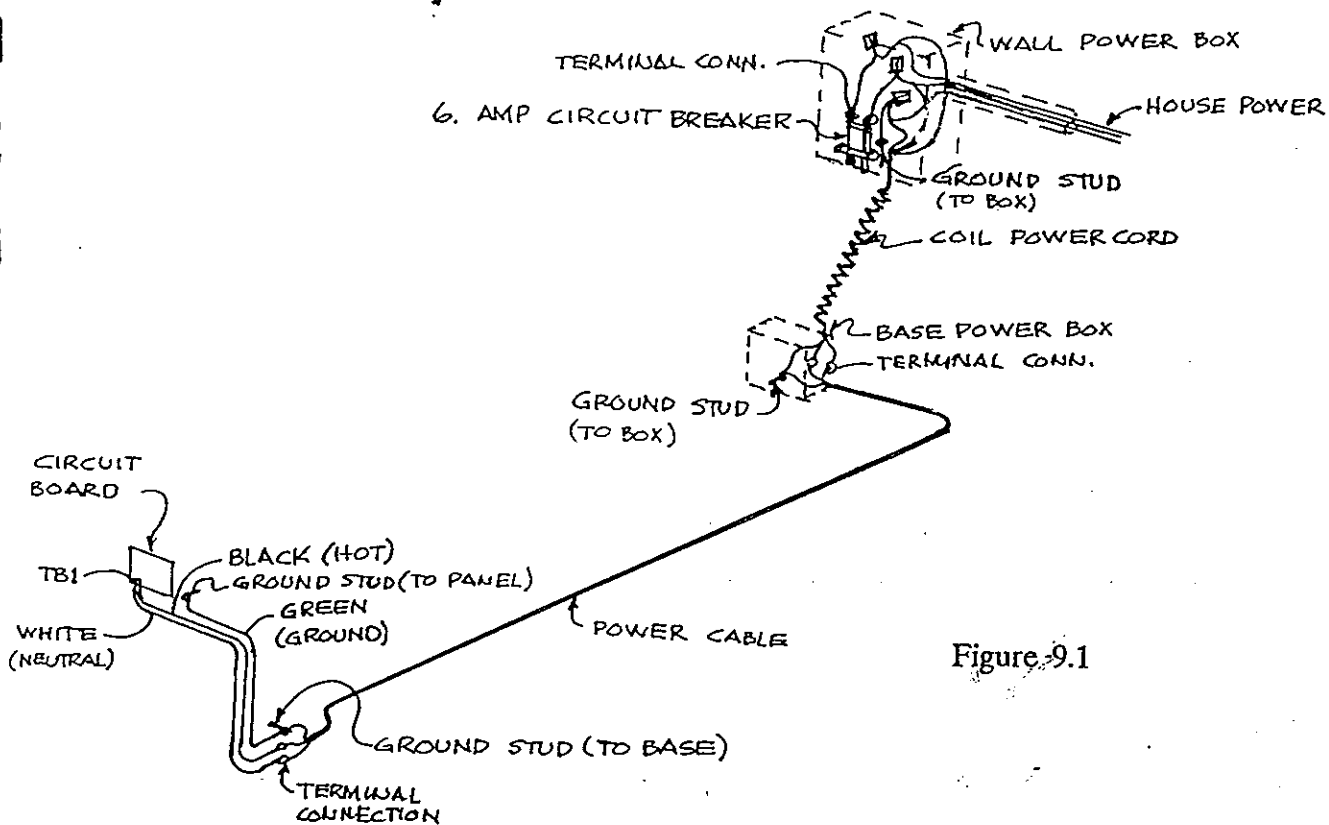 WALL POWER BOX
TERMINAL CONN.
HOUSE POWER
6. AMP CIRCUIT BREAKER
GROUND STUD
(TO BOX)
COIL POWER CORD
BASE POWER BOX
TERMINAL CONN.
GROUND STUD
(TO BOX)
CIRCUIT
BOARD
BLACK (HOT)
TB1
GROUND STUD (TO PANEL)
GREEN
(GROUND)
WHITE
(NEUTRAL)
POWER CABLE
Figure 9.1
GROUND STUD (TO BASE)
TERMINAL
CONNECTION